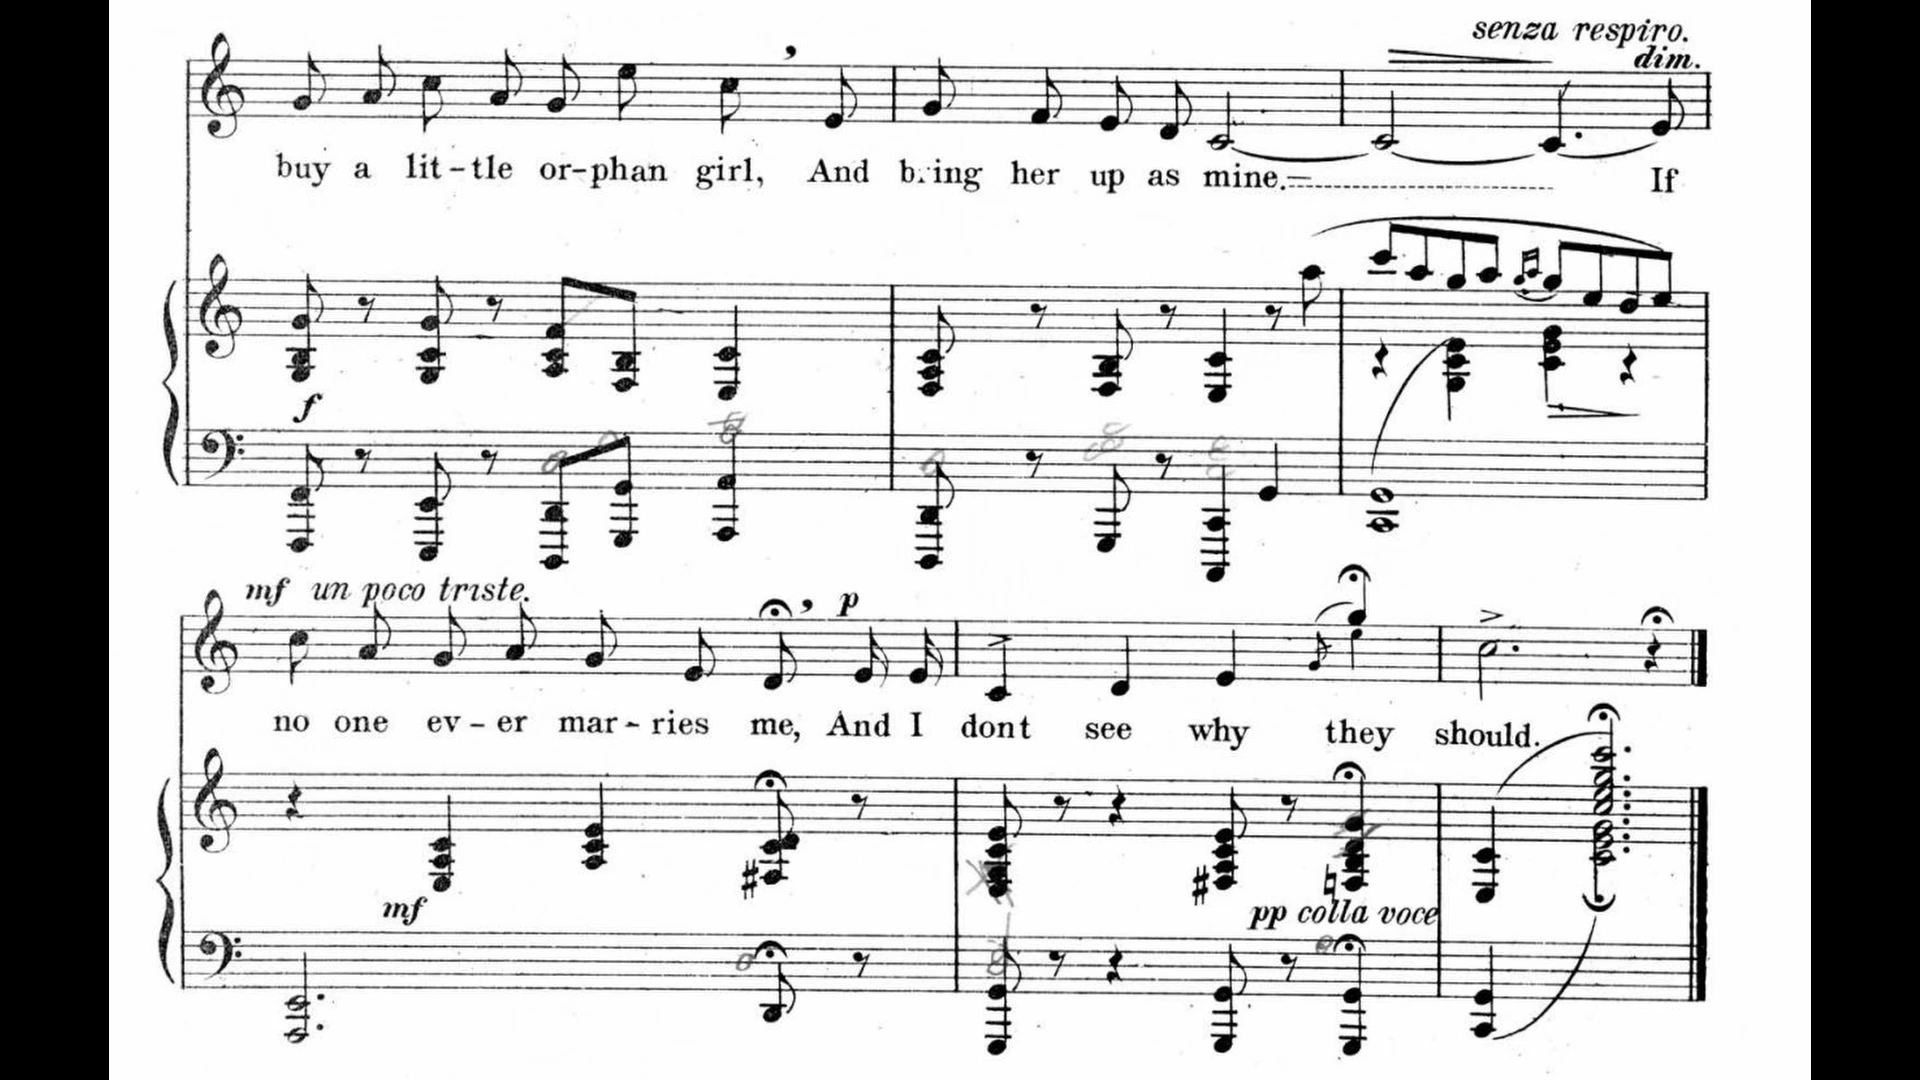 senza respiro.
dim.
buy a lit-tle or-phan girl, And bring her up as mine. If
f
mf un poco triste.
p
no one ev-er mar-ries me, And I dont see why they should.
mf
pp colla voce